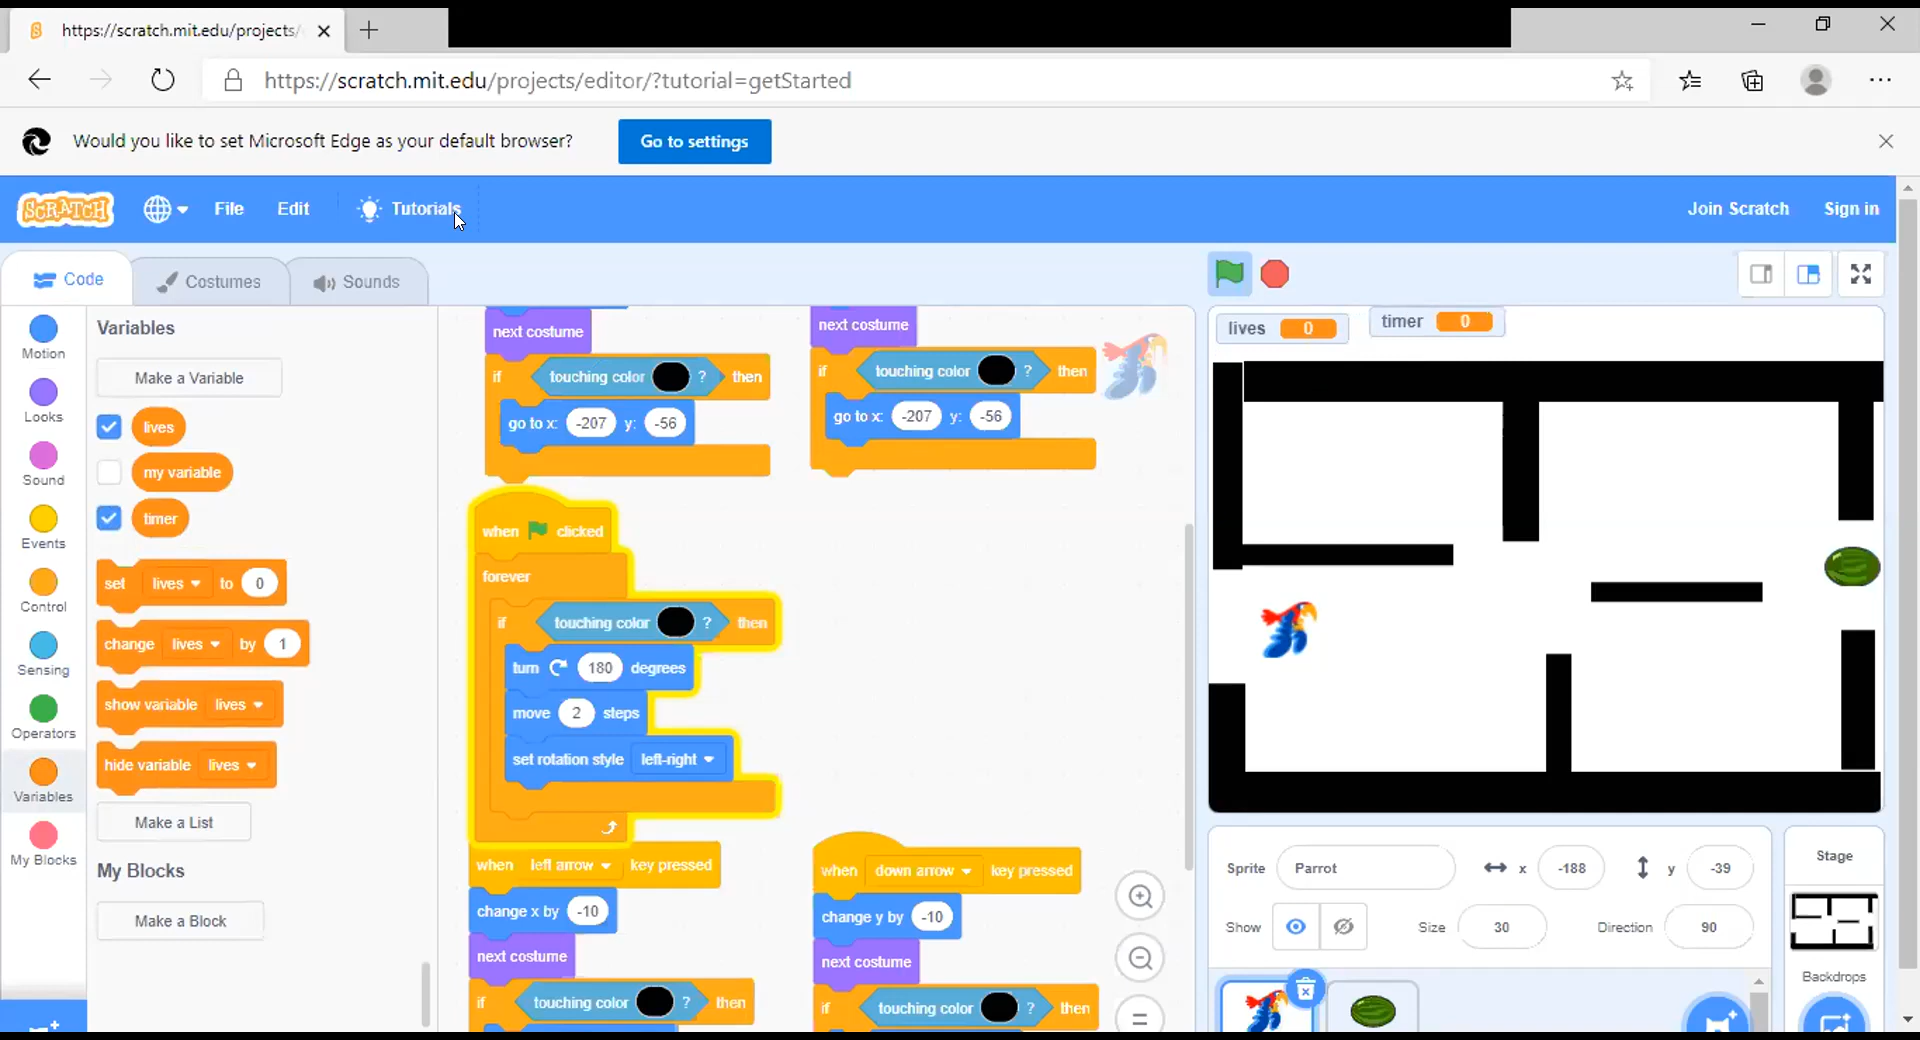 https://scratch.mit.edu/projects/
https://scratch.mit.edu/projects/editor/?tutorial=getStarted
Would you like to set Microsoft Edge as your default browser?
Go to settings
SCRATCH
File
Edit
Tutorials
Join Scratch
Sign in
Code
Costumes
Sounds
Motion
Looks
Sound
Events
Control
Sensing
Operators
Variables
My Blocks
Variables
Make a Variable
lives
my variable
timer
set lives to 0
change lives by 1
show variable lives
hide variable lives
Make a List
My Blocks
Make a Block
next costume
if touching color ? then
go to x: -207 y: -56
next costume
if touching color ? then
go to x: -207 y: -56
when clicked
forever
if touching color ? then
turn 180 degrees
move 2 steps
set rotation style left-right
when left arrow key pressed
change x by -10
next costume
if touching color ? then
when down arrow key pressed
change y by -10
next costume
if touching color ? then
lives 0
timer 0
Sprite Parrot x -188 y -39
Show Size 30 Direction 90
Stage
Backdrops